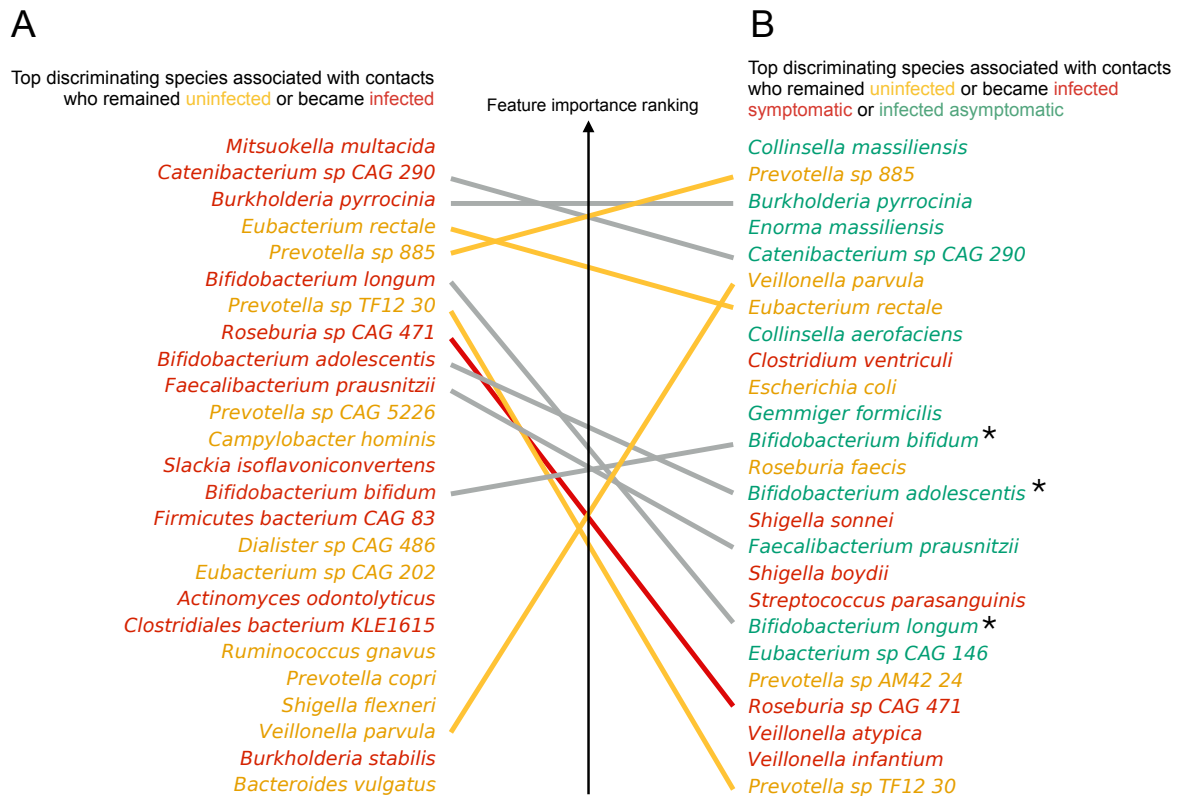 A
Top discriminating species associated with contacts
who remained uninfected or became infected
Mitsuokella multacida
Catenibacterium sp CAG 290
Burkholderia pyrrocinia
Eubacterium rectale
Prevotella sp 885
Bifidobacterium longum
Prevotella sp TF12 30
Roseburia sp CAG 471
Bifidobacterium adolescentis
Faecalibacterium prausnitzii
Prevotella sp CAG 5226
Campylobacter hominis
Slackia isoflavoniconvertens
Bifidobacterium bifidum
Firmicutes bacterium CAG 83
Dialister sp CAG 486
Eubacterium sp CAG 202
Actinomyces odontolyticus
Clostridiales bacterium KLE1615
Ruminococcus gnavus
Prevotella copri
Shigella flexneri
Veillonella parvula
Burkholderia stabilis
Bacteroides vulgatus
Feature importance ranking
B
Top discriminating species associated with contacts
who remained uninfected or became infected
symptomatic or infected asymptomatic
Collinsella massiliensis
Prevotella sp 885
Burkholderia pyrrocinia
Enorma massiliensis
Catenibacterium sp CAG 290
Veillonella parvula
Eubacterium rectale
Collinsella aerofaciens
Clostridium ventriculi
Escherichia coli
Gemmiger formicilis
Bifidobacterium bifidum *
Roseburia faecis
Bifidobacterium adolescentis *
Shigella sonnei
Faecalibacterium prausnitzii
Shigella boydii
Streptococcus parasanguinis
Bifidobacterium longum *
Eubacterium sp CAG 146
Prevotella sp AM42 24
Roseburia sp CAG 471
Veillonella atypica
Veillonella infantium
Prevotella sp TF12 30